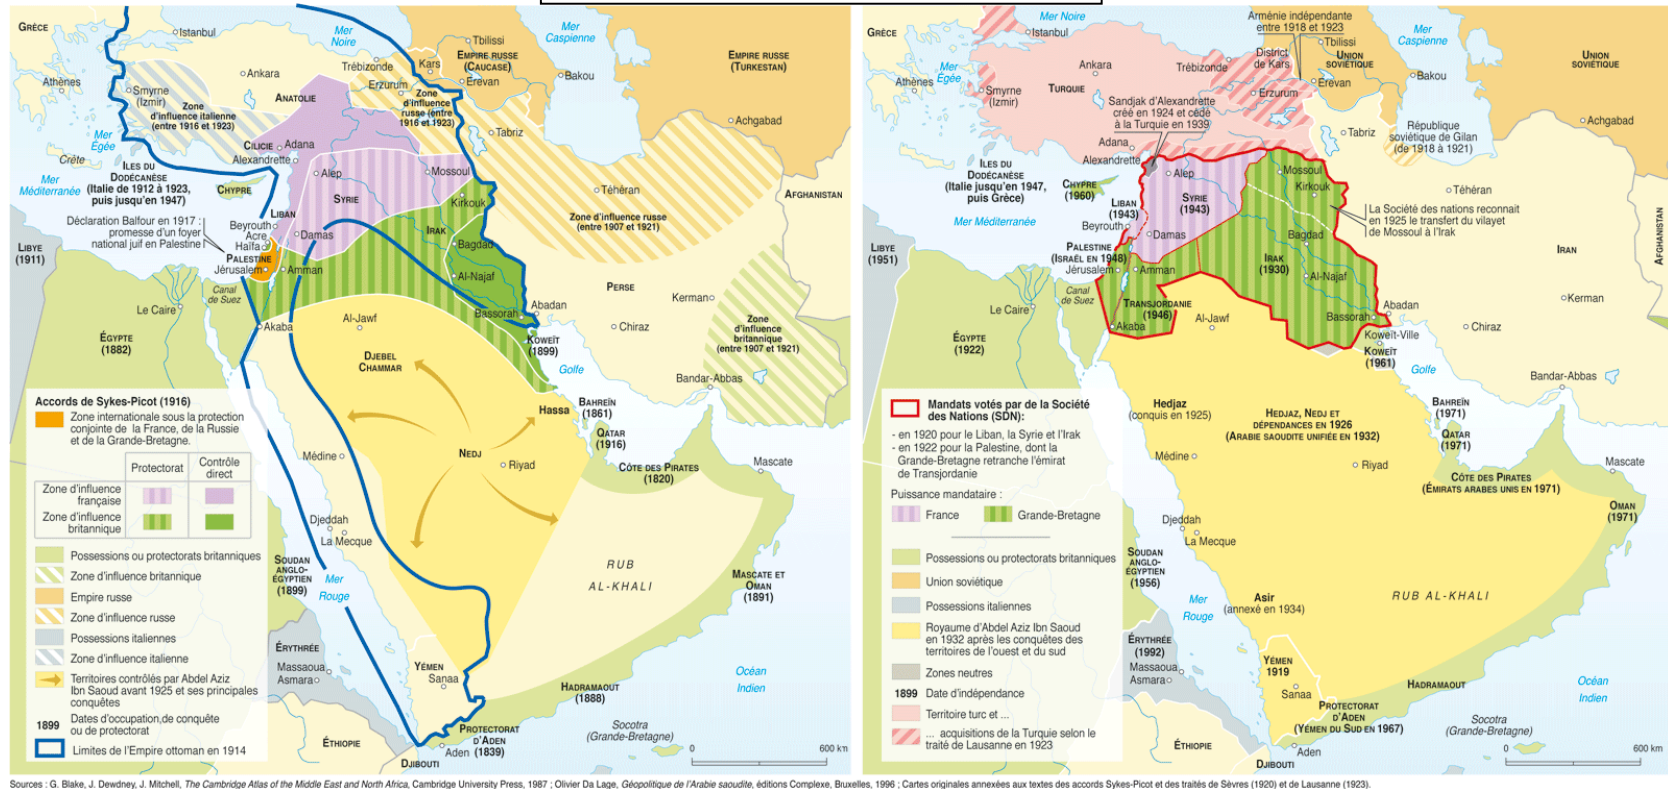 GRÈCE
Istanbul
Mer
Noire
Mer
Caspienne
Tbilissi
EMPIRE RUSSE
(CAUCASE)
EMPIRE RUSSE
(TURKESTAN)
Kars
Trébizonde
Erevan
Bakou
Athènes
Ankara
Erzurum
Smyrne
(Izmir)
ANATOLIE
Zone
d'influence italienne
(entre 1916 et 1923)
Zone
d'influence
russe (entre
1916 et 1923)
Achgabad
Tabriz
Mer
Égée
CILICIE
Adana
Alexandrette
Crète
Mer
Méditerranée
ILES DU
DODÉCANÈSE
(Italie de 1912 à 1923,
puis jusqu'en 1947)
Alep
Mossoul
CHYPRE
SYRIE
Kirkouk
Téhéran
AFGHANISTAN
Zone d'influence russe
(entre 1907 et 1921)
Déclaration Balfour en 1917 :
promesse d'un foyer
national juif en Palestine
LIBAN
Beyrouth
Acre
Haïfa
Damas
IRAK
Bagdad
LIBYE
(1911)
PALESTINE
Jérusalem
Amman
Al-Najaf
Canal
de Suez
PERSE
Kerman
Le Caire
Abadan
Bassorah
Chiraz
Akaba
Al-Jawf
Zone
d'influence
britannique
(entre 1907 et 1921)
ÉGYPTE
(1882)
KOWEÏT
(1899)
DJEBEL
CHAMMAR
Golfe
Bandar-Abbas
Hassa
BAHREÏN
(1861)
QATAR
(1916)
NEDJ
Médine
Riyad
CÔTE DES PIRATES
(1820)
Mascate
Djeddah
La Mecque
SOUDAN
ANGLO-
ÉGYPTIEN
(1899)
Mer
Rouge
RUB
AL-KHALI
MASCATE ET
OMAN
(1891)
ÉRYTHRÉE
Massaoua
Asmara
YÉMEN
Sanaa
Océan
Indien
HADRAMAOUT
(1888)
PROTECTORAT
D'ADEN
(1839)
Aden
Socotra
(Grande-Bretagne)
ÉTHIOPIE
DJIBOUTI
0 600 km
Accords de Sykes-Picot (1916)
Zone internationale sous la protection
conjointe de la France, de la Russie
et de la Grande-Bretagne.
Protectorat
Contrôle
direct
Zone d'influence
française
Zone d'influence
britannique
Possessions ou protectorats britanniques
Zone d'influence britannique
Empire russe
Zone d'influence russe
Possessions italiennes
Zone d'influence italienne
Territoires contrôlés par Abdel Aziz
Ibn Saoud avant 1925 et ses principales
conquêtes
1899 Dates d'occupation,de conquête
ou de protectorat
Limites de l'Empire ottoman en 1914
GRÈCE
Mer Noire
Istanbul
Arménie indépendante
entre 1918 et 1923
Tbilissi
Mer
Caspienne
UNION
SOVIÉTIQUE
UNION
SOVIÉTIQUE
District
de Kars
Trébizonde
Erevan
Bakou
Mer
Égée
Athènes
Ankara
Smyrne
(Izmir)
TURQUIE
Erzurum
Sandjak d'Alexandrette
créé en 1924 et cédé
à la Turquie en 1939
Achgabad
Tabriz
République
soviétique de Gilan
(de 1918 à 1921)
Adana
Alexandrette
ILES DU
DODÉCANÈSE
(Italie jusqu'en 1947,
puis Grèce)
Alep
Mossoul
Kirkouk
Téhéran
CHYPRE
(1960)
SYRIE
(1943)
LIBAN
(1943)
Beyrouth
Mer Méditerranée
La Société des nations reconnait
en 1925 le transfert du vilayet
de Mossoul à l'Irak
AFGHANISTAN
Damas
Bagdad
LIBYE
(1951)
PALESTINE
(ISRAËL EN 1948)
Jérusalem
Amman
IRAK
(1930)
Al-Najaf
IRAN
Canal
de Suez
TRANSJORDANIE
(1946)
Kerman
Le Caire
Akaba
Al-Jawf
Abadan
Bassorah
Chiraz
ÉGYPTE
(1922)
Koweït-Ville
KOWEÏT
(1961)
Golfe
Bandar-Abbas
Hedjaz
(conquis en 1925)
HEDJAZ, NEDJ ET
DÉPENDANCES EN 1926
(ARABIE SAOUDITE UNIFIÉE EN 1932)
BAHREÏN
(1971)
QATAR
(1971)
Médine
Riyad
CÔTE DES PIRATES
(ÉMIRATS ARABES UNIS EN 1971)
Mascate
OMAN
(1971)
Djeddah
La Mecque
SOUDAN
ANGLO-
ÉGYPTIEN
(1956)
Mer
Rouge
Asir
(annexé en 1934)
RUB AL-KHALI
ÉRYTHRÉE
(1992)
Massaoua
Asmara
YÉMEN
1919
Sanaa
Océan
Indien
HADRAMAOUT
PROTECTORAT
D'ADEN
(YÉMEN DU SUD EN 1967)
Aden
Socotra
(Grande-Bretagne)
ÉTHIOPIE
DJIBOUTI
0 600 km
Mandats votés par de la Société
des Nations (SDN):
- en 1920 pour le Liban, la Syrie et l'Irak
- en 1922 pour la Palestine, dont la
Grande-Bretagne retranche l'émirat
de Transjordanie
Puissance mandataire :
France
Grande-Bretagne
Possessions ou protectorats britanniques
Union soviétique
Possessions italiennes
Royaume d'Abdel Aziz Ibn Saoud
en 1932 après les conquêtes des
territoires de l'ouest et du sud
Zones neutres
1899 Date d'indépendance
Territoire turc et ...
... acquisitions de la Turquie selon le
traité de Lausanne en 1923
Sources : G. Blake, J. Dewdney, J. Mitchell, The Cambridge Atlas of the Middle East and North Africa, Cambridge University Press, 1987 ; Olivier Da Lage, Géopolitique de l'Arabie saoudite, éditions Complexe, Bruxelles, 1996 ; Cartes originales annexées aux textes des accords Sykes-Picot et des traités de Sèvres (1920) et de Lausanne (1923).